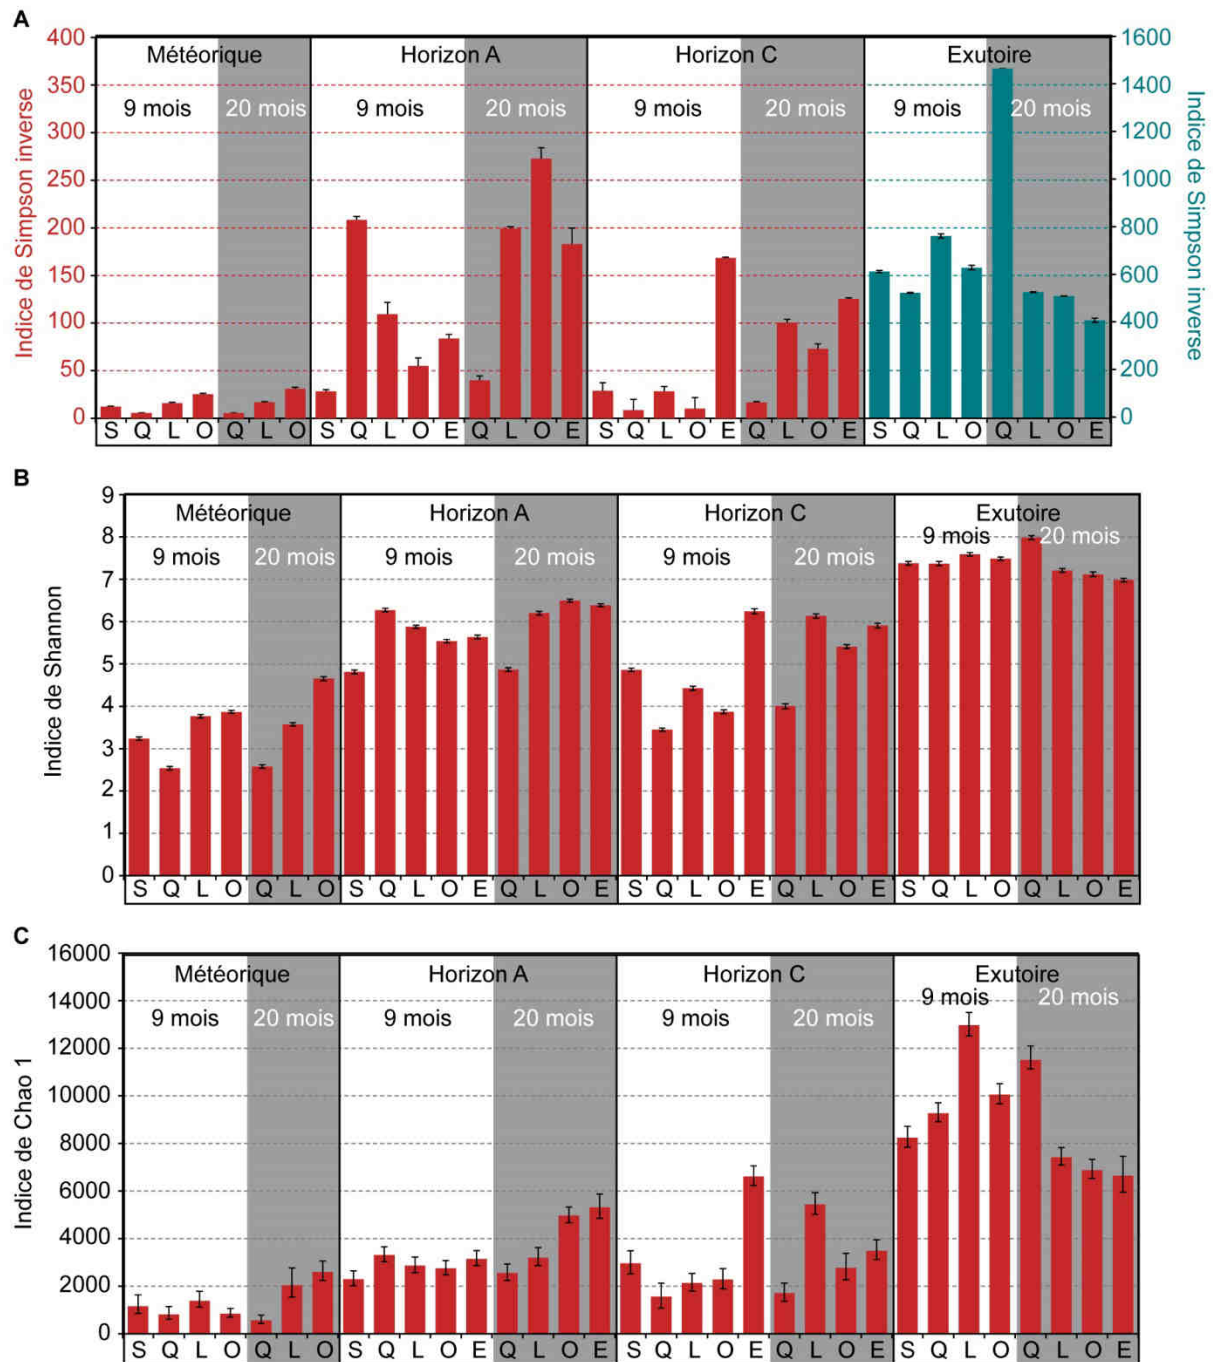 A
Indice de Simpson inverse
400
350
300
250
200
150
100
50
0
Météorique
Horizon A
Horizon C
Exutoire
9 mois
20 mois
9 mois
20 mois
9 mois
20 mois
9 mois
20 mois
1600
1400
1200
1000
800
600
400
200
0
Indice de Simpson inverse
S Q L O Q L O S Q L O E Q L O E S Q L O E Q L O E S Q L O Q L O E
B
Indice de Shannon
9
8
7
6
5
4
3
2
1
0
Météorique
Horizon A
Horizon C
Exutoire
9 mois
20 mois
9 mois
20 mois
9 mois
20 mois
9 mois
20 mois
S Q L O Q L O S Q L O E Q L O E S Q L O E Q L O E S Q L O Q L O E
C
Indice de Chao 1
16000
14000
12000
10000
8000
6000
4000
2000
0
Météorique
Horizon A
Horizon C
Exutoire
9 mois
20 mois
9 mois
20 mois
9 mois
20 mois
9 mois
20 mois
S Q L O Q L O S Q L O E Q L O E S Q L O E Q L O E S Q L O Q L O E